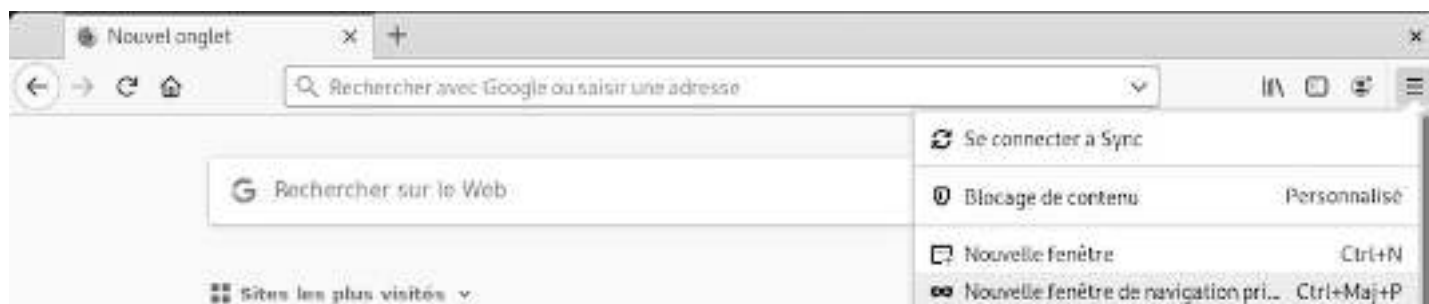 Nouvel onglet
Rechercher avec Google ou saisir une adresse
Se connecter à Sync
Rechercher sur le Web
Blocage de contenu Personnalisé
Nouvelle fenêtre Ctrl+N
Sites les plus visités
Nouvelle fenêtre de navigation pri... Ctrl+Maj+P